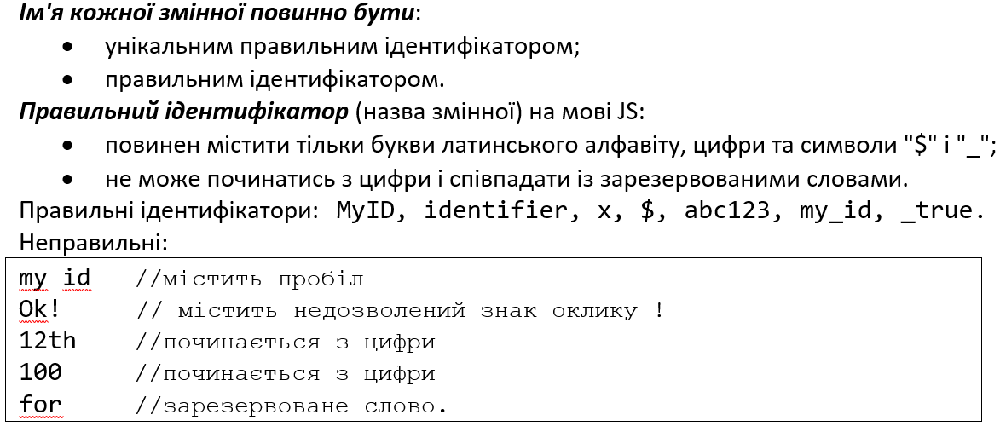 Ім'я кожної змінної повинно бути:
• унікальним правильним ідентифікатором;
• правильним ідентифікатором.
Правильний ідентифікатор (назва змінної) на мові JS:
• повинен містити тільки букви латинського алфавіту, цифри та символи "$" і "_";
• не може починатись з цифри і співпадати із зарезервованими словами.
Правильні ідентифікатори: MyID, identifier, x, $, abc123, my_id, _true.
Неправильні:
my id //містить пробіл
Ok! // містить недозволений знак оклику !
12th //починається з цифри
100 //починається з цифри
for //зарезервоване слово.